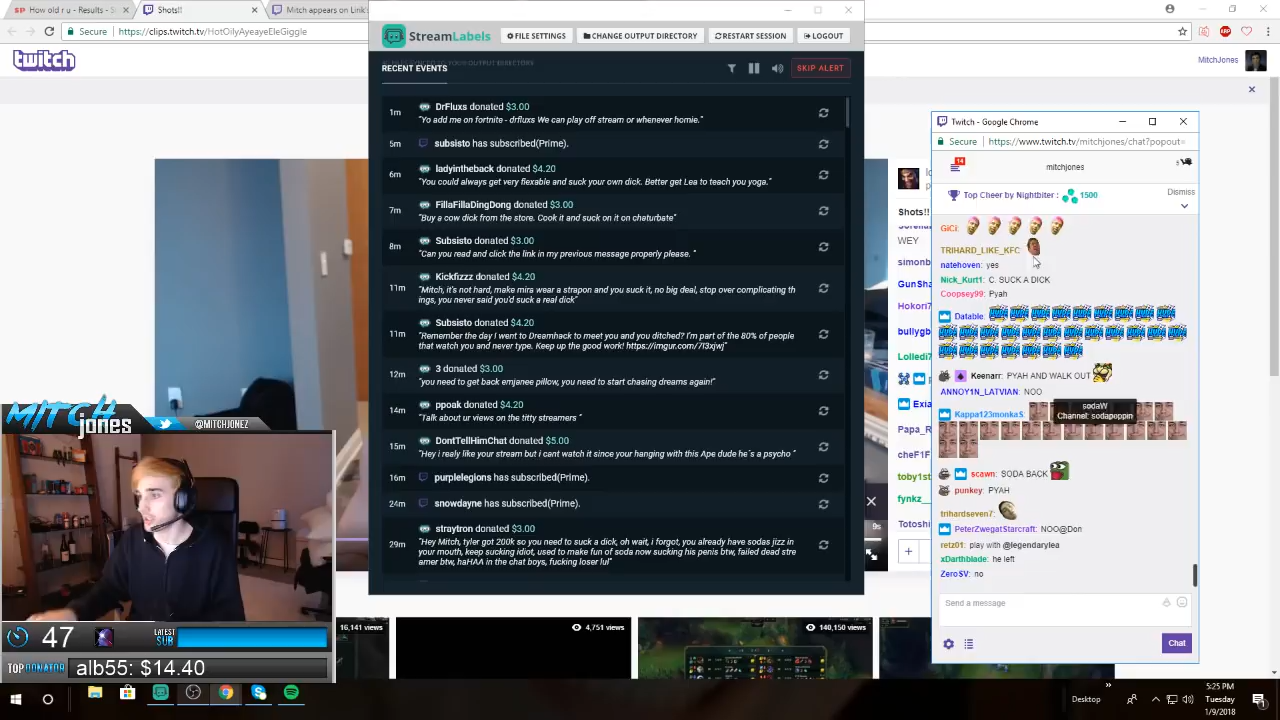 How old r u - Results - S
Shots!!
Mitch
https://clips.twitch.tv/HotOilyAyeayeEleGiggle
twitch
MitchJones
StreamLabels
FILE SETTINGS
CHANGE OUTPUT DIRECTORY
RESTART SESSION
LOGOUT
RECENT EVENTS
SKIP ALERT
1m
DrFluxs donated $3.00
"Yo add me on fortnite - drfluxs We can play off stream or whenever homie."
5m
subsisto has subscribed(Prime).
6m
ladyintheback donated $4.20
"You could always get very flexable and suck your own dick. Better get Lea to teach you yoga."
7m
FillaFillaDingDong donated $3.00
"Buy a cow dick from the store. Cook it and suck on it on chaturbate"
8m
Subsisto donated $3.00
"Can you read and click the link in my previous message properly please. "
11m
Kickfizzz donated $4.20
"Mitch, it's not hard, make mira wear a strapon and you suck it, no big deal, stop over complicating th
ings, you never said you'd suck a real dick"
11m
Subsisto donated $4.20
"Remember the day I went to Dreamhack to meet you and you ditched? I'm part of the 80% of people
that watch you and never type. Keep up the good work! https://imgur.com/7l3xjwj"
12m
3 donated $3.00
"you need to get back emjanee pillow, you need to start chasing dreams again!"
14m
ppoak donated $4.20
"Talk about ur views on the titty streamers "
15m
DontTellHimChat donated $5.00
"Hey i realy like your stream but i cant watch it since your hanging with this Ape dude he´s a psycho "
16m
purplelegions has subscribed(Prime).
24m
snowdayne has subscribed(Prime).
29m
straytron donated $3.00
"Hey Mitch, tyler got 200k so you need to suck a dick, oh wait, i forgot, you already have sodas jizz in
your mouth, keep sucking idiot, used to make fun of soda now sucking his penis btw, failed dead stre
amer btw, haHAA in the chat boys, fucking loser lul"
Shots!!
WEY
simonb
GunSha
Hokori7
bullygb
Lolledi7
Exia
Papa_R
cheF1F
toby1st
fynkz_
Totoshi
9s
Twitch - Google Chrome
Secure
https://www.twitch.tv/mitchjones/chat?popout=
14
mitchjones
Top Cheer by Nightbiter :
1500
Dismiss
GiCi:
TRIHARD_LIKE_KFC:
natehoven: yes
Nick_Kurt1: C. SUCK A DICK
Coopsey99: Pyah
Datable:
Keenarr: PYAH AND WALK OUT
ANNOY1N_LATVIAN: NOO
sodaW
Channel: sodapoppin
Kappa123monkaS:
scawn: SODA BACK
punkey: PYAH
trihardseven7:
PeterZwegatStarcraft: NOO@Don
retz01: play with @legendarylea
xDarthblade: he left
ZeroSV: no
Send a message
Chat
MITCH
jones
@MITCHJONEZ
47
LATEST
SUB
TOP DONATOR
alb55: $14.40
16,141 views
4,751 views
140,150 views
Desktop
5:25 PM
Tuesday
1/9/2018